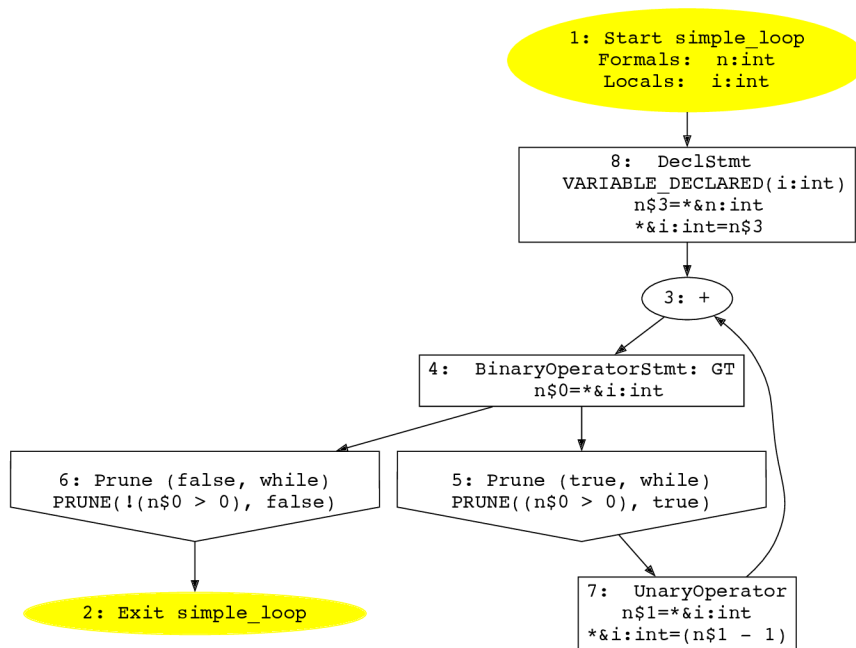 1: Start simple_loop
Formals: n:int
Locals: i:int
8: DeclStmt
VARIABLE_DECLARED(i:int)
n$3=*&n:int
*&i:int=n$3
3: +
4: BinaryOperatorStmt: GT
n$0=*&i:int
6: Prune (false, while)
PRUNE(!(n$0 > 0), false)
5: Prune (true, while)
PRUNE((n$0 > 0), true)
2: Exit simple_loop
7: UnaryOperator
n$1=*&i:int
*&i:int=(n$1 - 1)